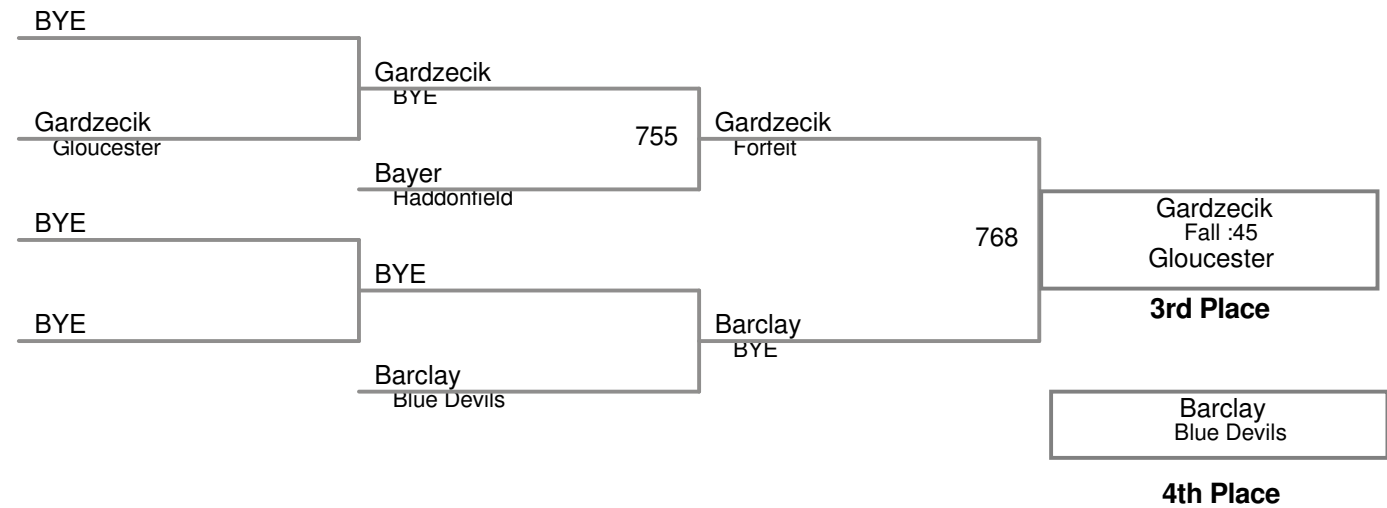 BYE
Gardzecik
BYE
Gardzecik
Gloucester
755
Gardzecik
Forfeit
Bayer
Haddonfield
BYE
768
Gardzecik
Fall :45
Gloucester
BYE
3rd Place
BYE
Barclay
BYE
Barclay
Blue Devils
Barclay
Blue Devils
4th Place